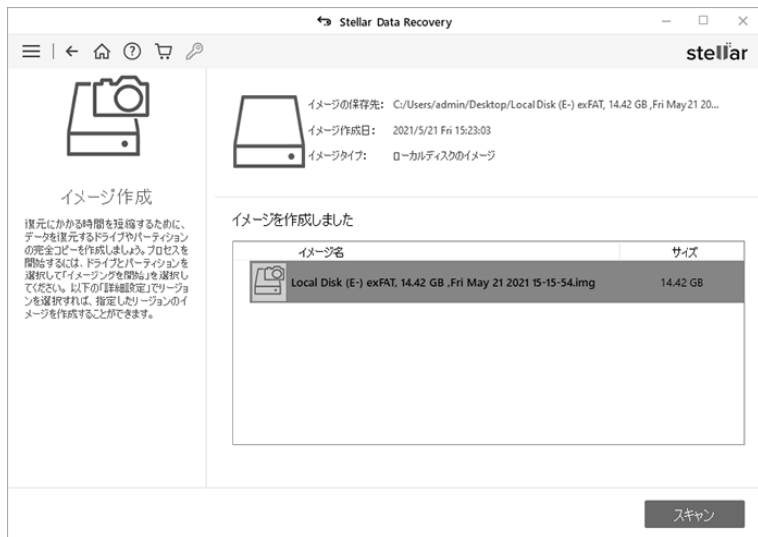 Stellar Data Recovery
stellar
イメージ作成
復元にかかる時間を短縮するために、
データを復元するドライブやパーティション
の完全コピーを作成しましょう。プロセスを
開始するには、ドライブとパーティションを
選択して「イメージングを開始」を選択し
てください。以下の「詳細設定」でリージョ
ンを選択すれば、指定したリージョンのイ
メージを作成することができます。
イメージの保存先: C:/Users/admin/Desktop/Local Disk (E-) exFAT, 14.42 GB ,Fri May 21 20...
イメージ作成日: 2021/5/21 Fri 15:23:03
イメージタイプ: ローカルディスクのイメージ
イメージを作成しました
イメージ名 サイズ
Local Disk (E-) exFAT, 14.42 GB ,Fri May 21 2021 15-15-54.img 14.42 GB
スキャン